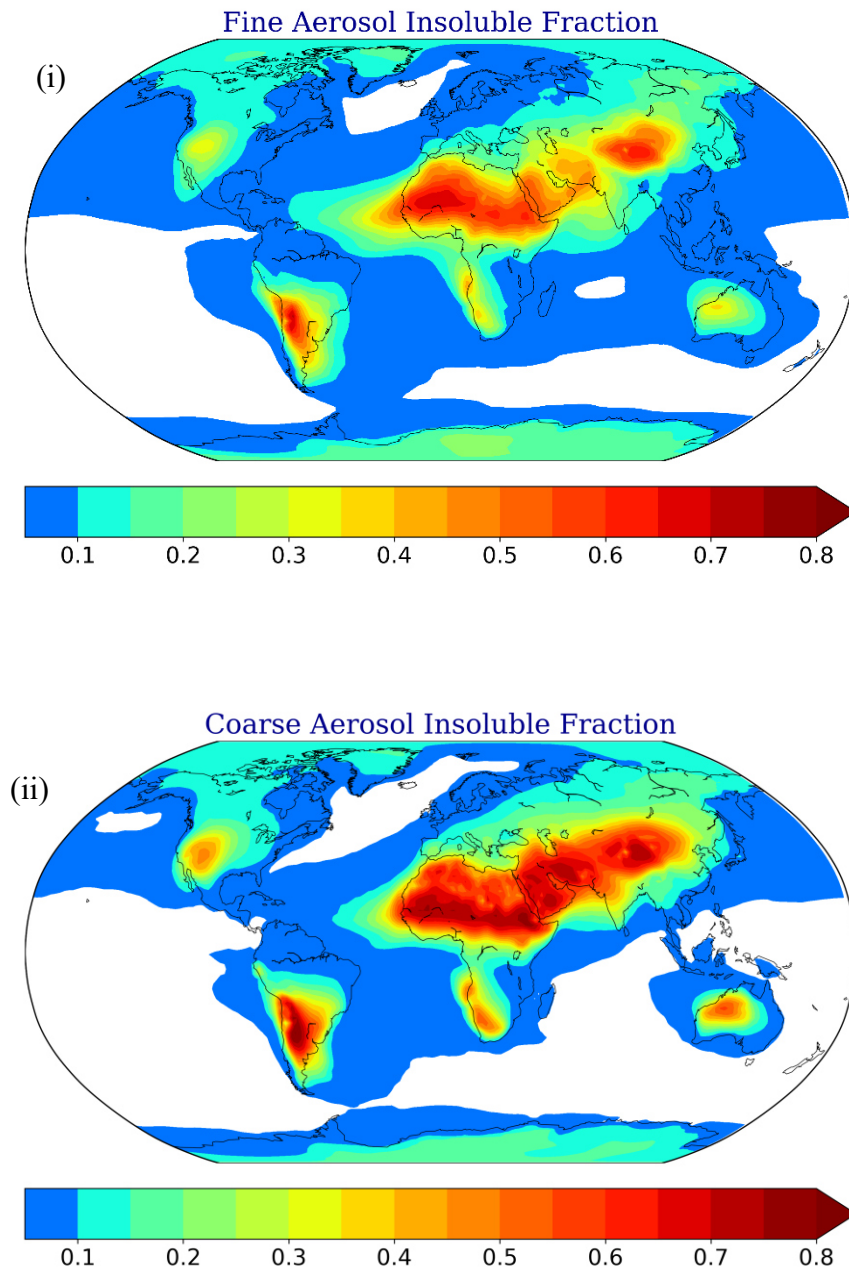 Fine Aerosol Insoluble Fraction
(i)
0.1 0.2 0.3 0.4 0.5 0.6 0.7 0.8
Coarse Aerosol Insoluble Fraction
(ii)
0.1 0.2 0.3 0.4 0.5 0.6 0.7 0.8